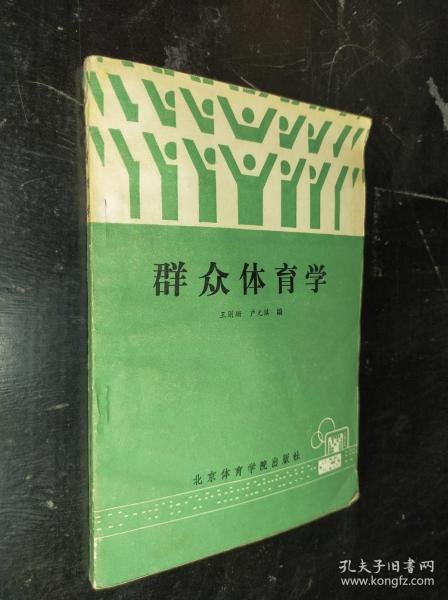 群众体育学
王则珊 卢元镇 编
北京体育学院出版社
孔夫子旧书网
www.kongfz.com